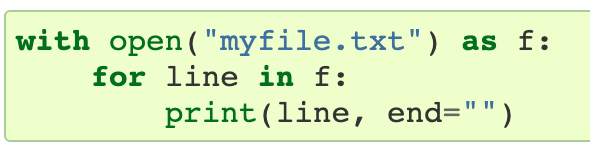 with open("myfile.txt") as f:
    for line in f:
        print(line, end="")